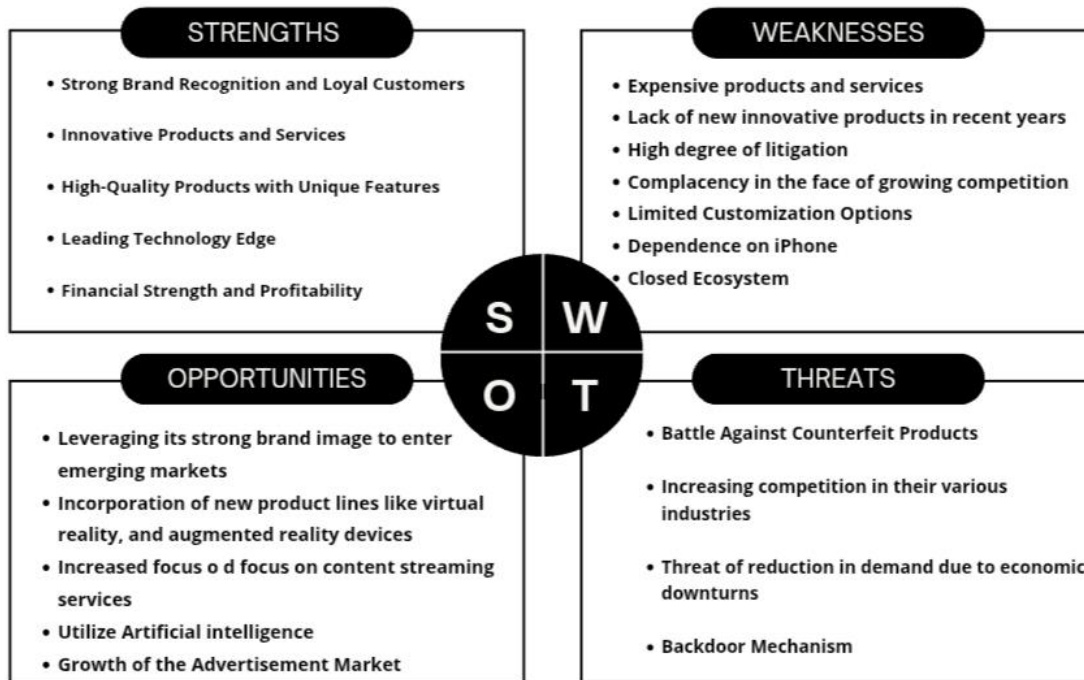 STRENGTHS
• Strong Brand Recognition and Loyal Customers
• Innovative Products and Services
• High-Quality Products with Unique Features
• Leading Technology Edge
• Financial Strength and Profitability
WEAKNESSES
• Expensive products and services
• Lack of new innovative products in recent years
• High degree of litigation
• Complacency in the face of growing competition
• Limited Customization Options
• Dependence on iPhone
• Closed Ecosystem
S W
O T
OPPORTUNITIES
• Leveraging its strong brand image to enter
emerging markets
• Incorporation of new product lines like virtual
reality, and augmented reality devices
• Increased focus o d focus on content streaming
services
• Utilize Artificial intelligence
• Growth of the Advertisement Market
THREATS
• Battle Against Counterfeit Products
• Increasing competition in their various
industries
• Threat of reduction in demand due to economic
downturns
• Backdoor Mechanism